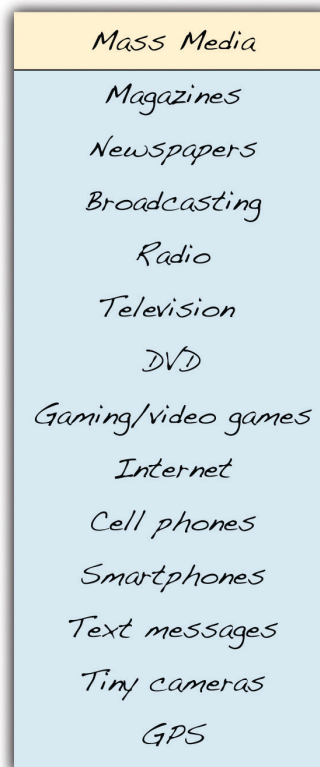 Mass Media
Magazines
Newspapers
Broadcasting
Radio
Television
DVD
Gaming/video games
Internet
Cell phones
Smartphones
Text messages
Tiny cameras
GPS